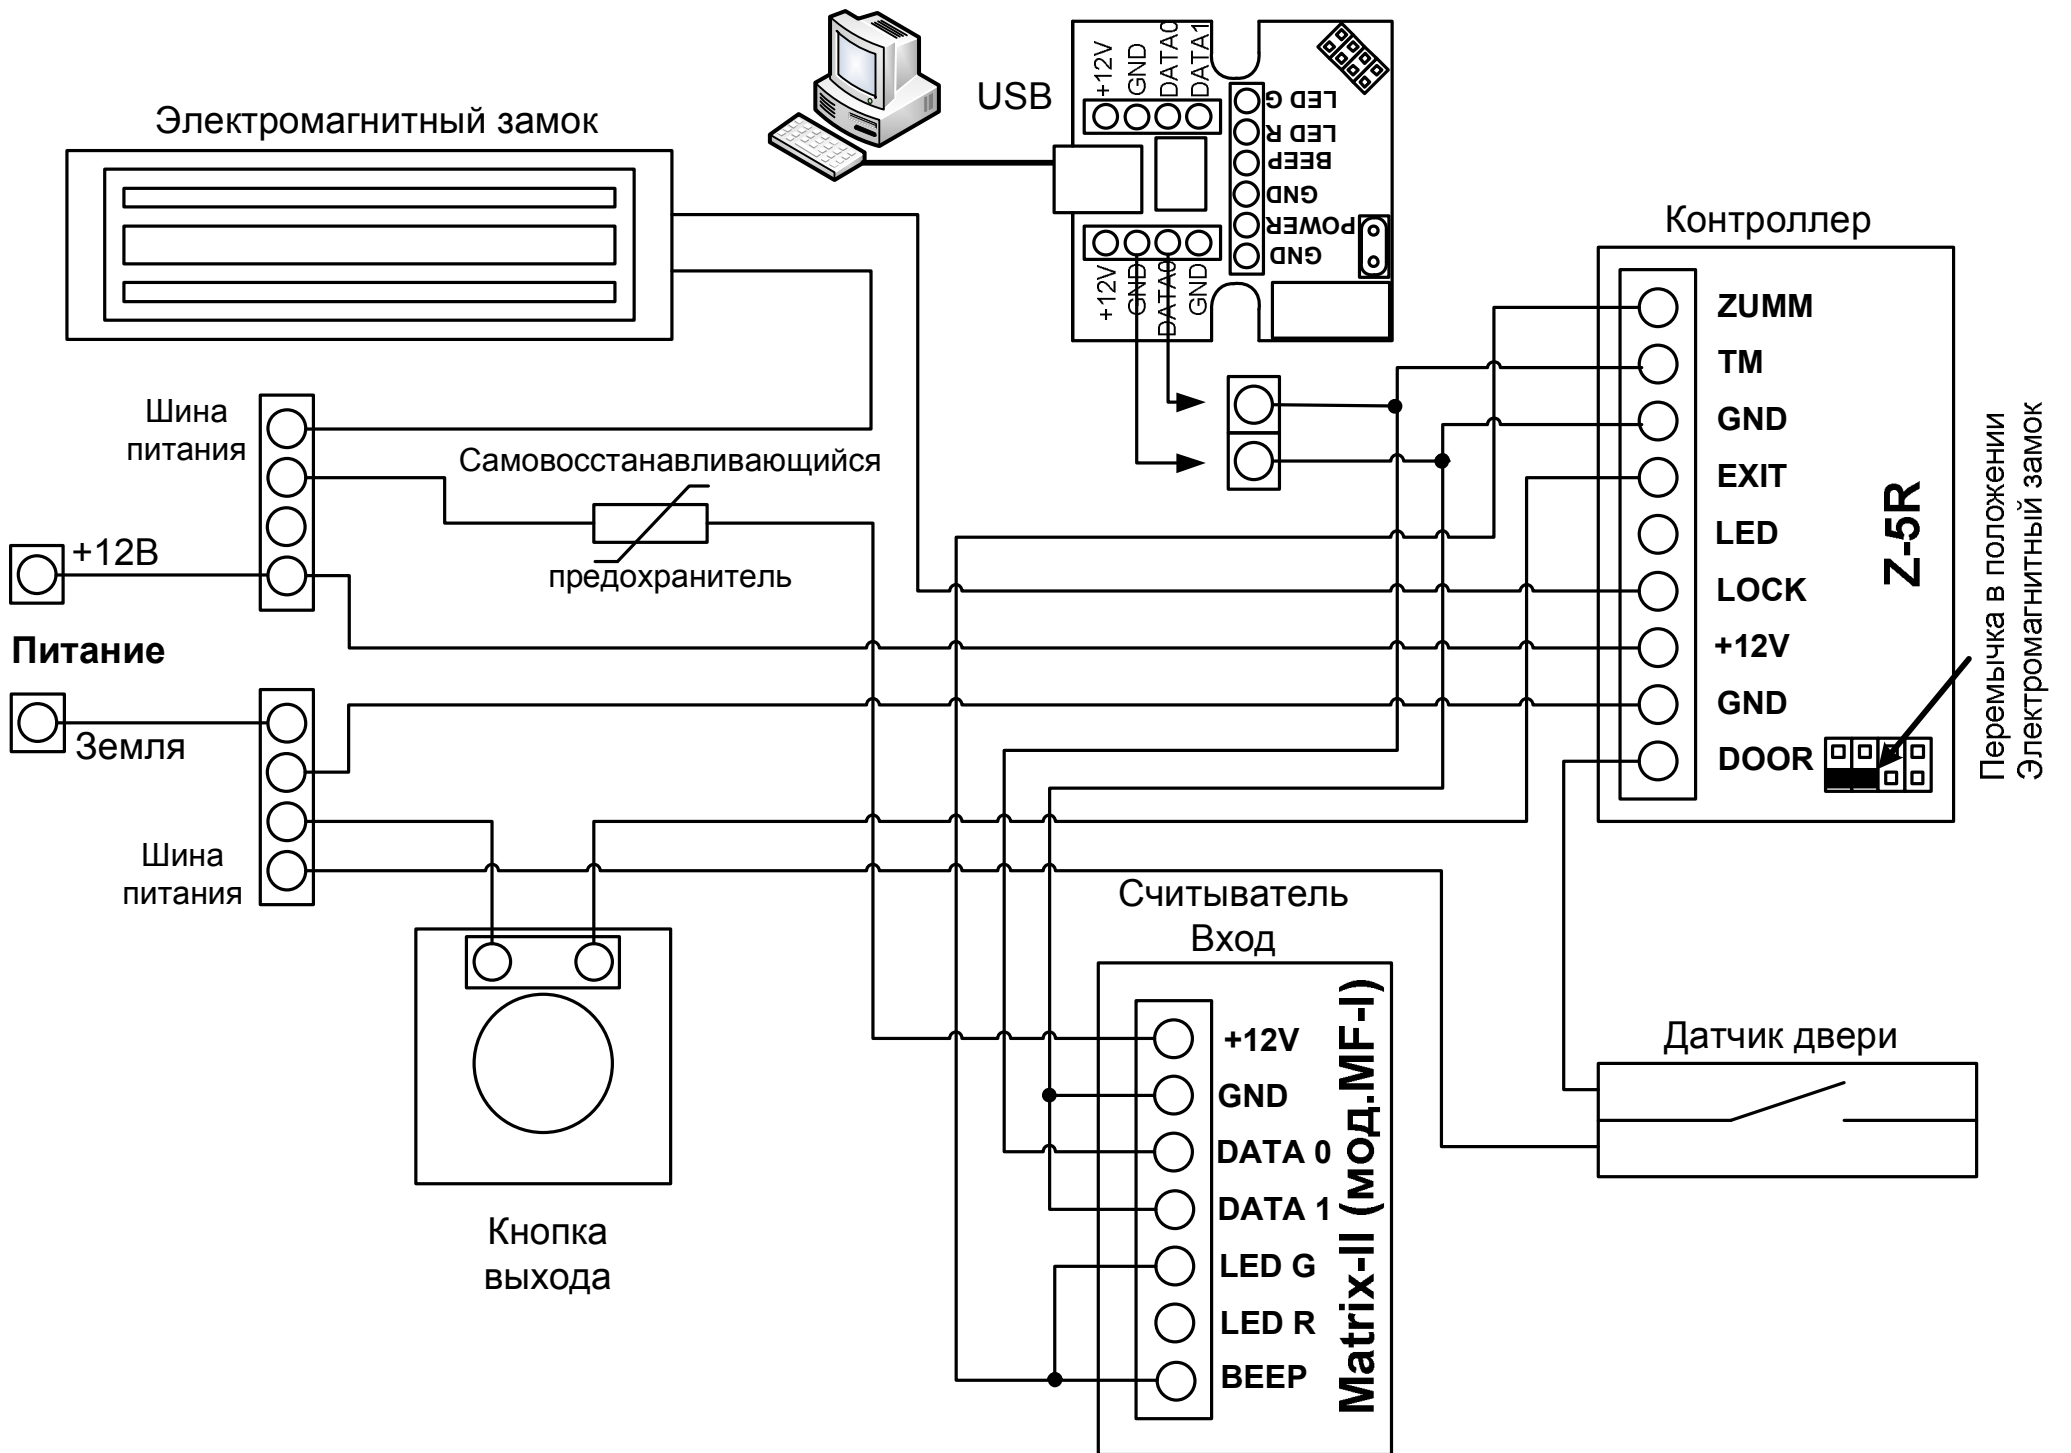 Электромагнитный замок
USB
+12V
GND
DATA0
DATA1
LED G
LED R
BEEP
GND
POWER
GND
+12V
GND
DATA0
GND
Контроллер
ZUMM
TM
GND
EXIT
LED
LOCK
+12V
GND
DOOR
Z-5R
Перемычка в положении
Электромагнитный замок
Шина
питания
Самовосстанавливающийся
предохранитель
+12В
Питание
Земля
Шина
питания
Кнопка
выхода
Считыватель
Вход
+12V
GND
DATA 0
DATA 1
LED G
LED R
BEEP
Matrix-II (мод.MF-I)
Датчик двери